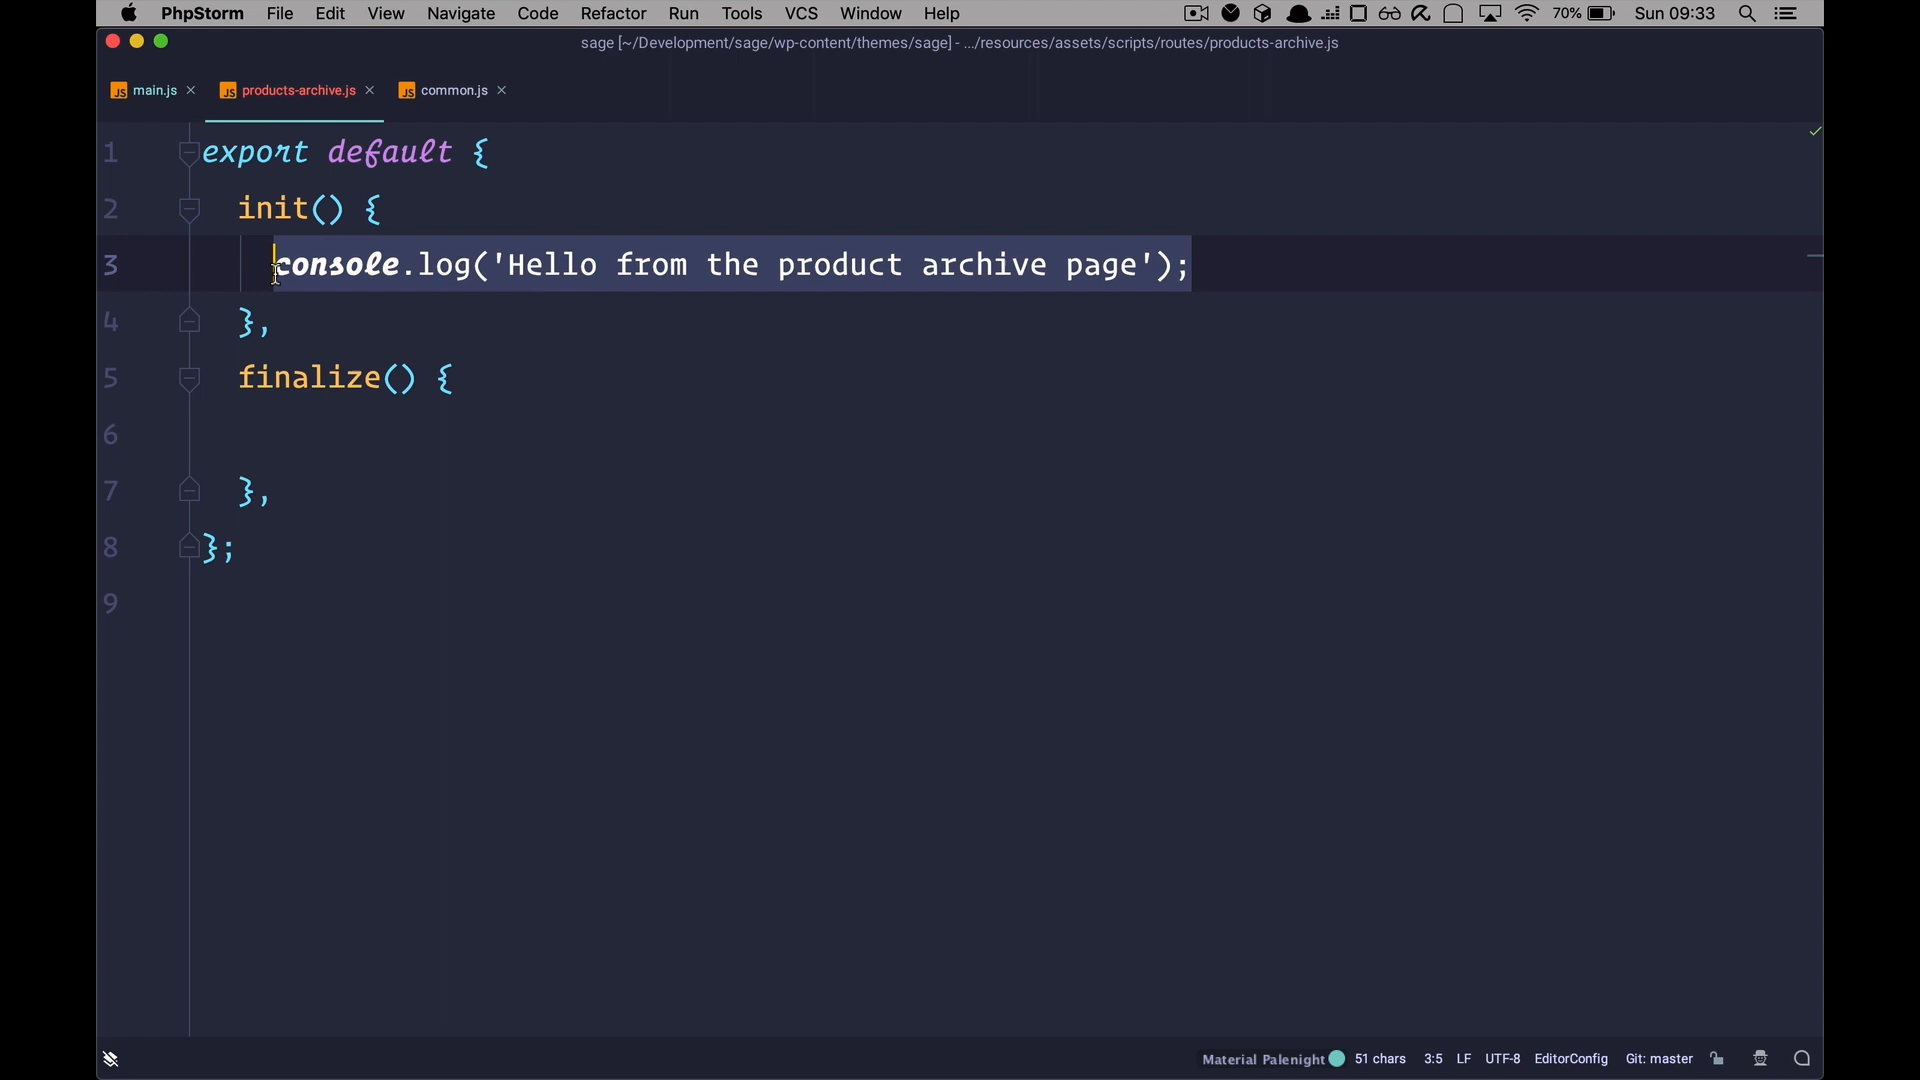 PhpStorm File Edit View Navigate Code Refactor Run Tools VCS Window Help 70% Sun 09:33
sage [~/Development/sage/wp-content/themes/sage] - .../resources/assets/scripts/routes/products-archive.js
JS main.js JS products-archive.js JS common.js
1 export default {
2 init() {
3 console.log('Hello from the product archive page');
4 },
5 finalize() {
6
7 },
8 };
9
Material Palenight 51 chars 3:5 LF UTF-8 EditorConfig Git: master